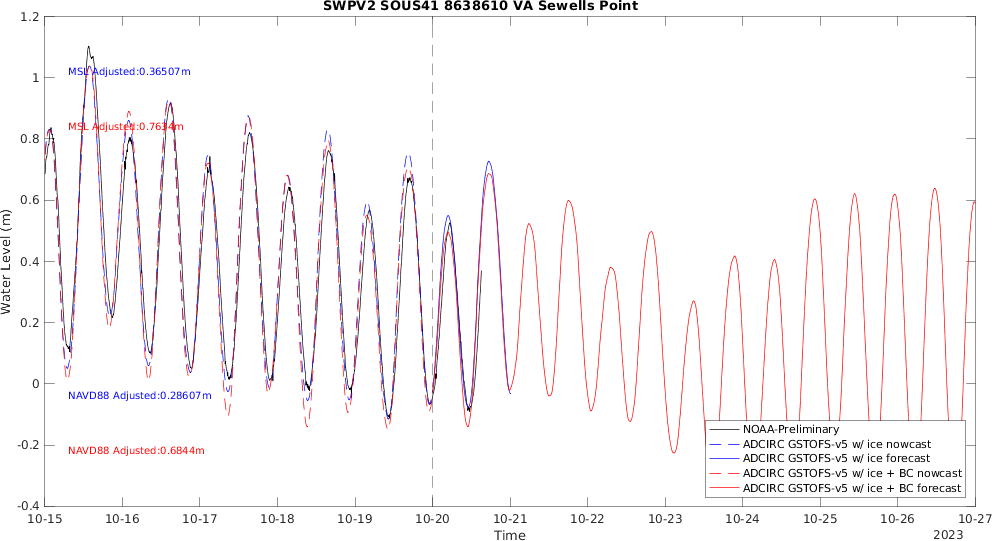 SWPV2 SOUS41 8638610 VA Sewells Point
1.2
1
0.8
0.6
0.4
0.2
0
-0.2
-0.4
Water Level (m)
MSL Adjusted:0.36507m
MSL Adjusted:0.7634m
NAVD88 Adjusted:0.28607m
NAVD88 Adjusted:0.6844m
NOAA-Preliminary
ADCIRC GSTOFS-v5 w/ ice nowcast
ADCIRC GSTOFS-v5 w/ ice forecast
ADCIRC GSTOFS-v5 w/ ice + BC nowcast
ADCIRC GSTOFS-v5 w/ ice + BC forecast
10-15 10-16 10-17 10-18 10-19 10-20 10-21 10-22 10-23 10-24 10-25 10-26 10-27
Time
2023